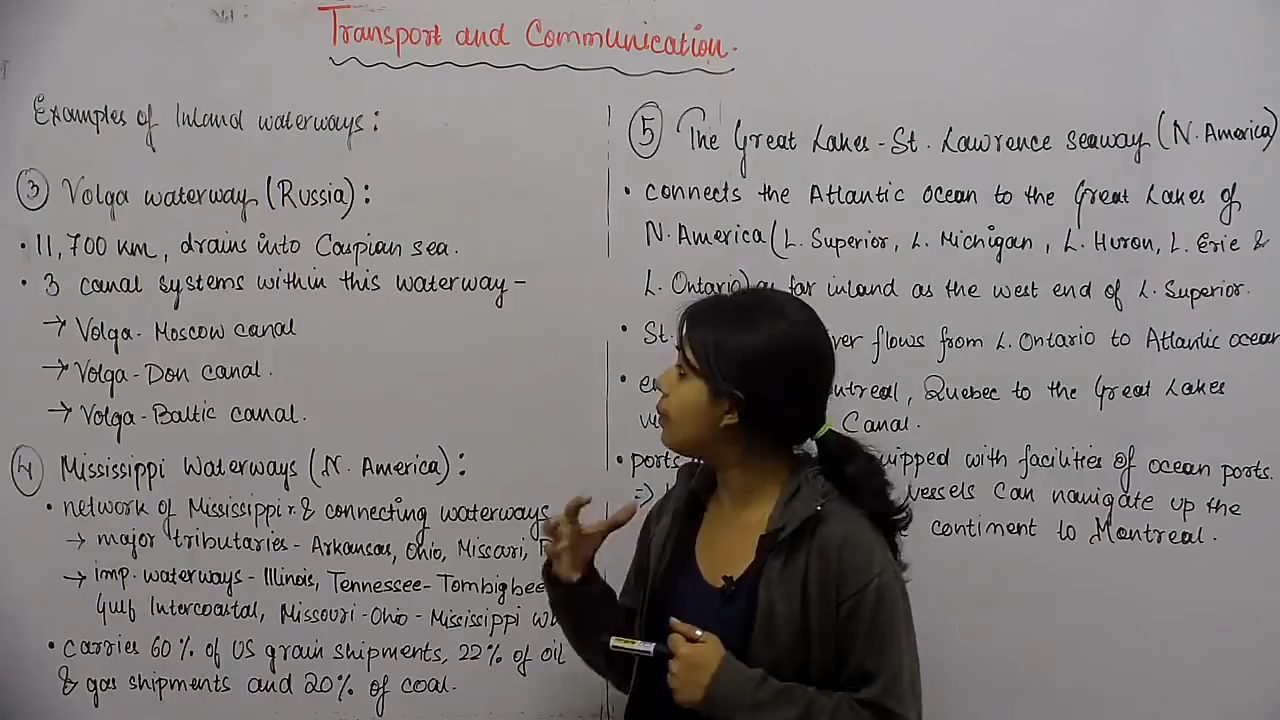 Transport and Communication.
Examples of Inland waterways:
③ Volga waterway (Russia):
• 11,700 km, drains into Caspian sea.
• 3 canal systems within this waterway -
→ Volga-Moscow canal
→ Volga-Don canal.
→ Volga-Baltic canal.
④ Mississippi Waterways (N. America):
• network of Mississippi r. & connecting waterways
→ major tributaries - Arkansas, Ohio, Missouri,
→ imp. waterways - Illinois, Tennessee-Tombigbee
Gulf Intercoastal, Missouri-Ohio-Mississippi
• carries 60% of US grain shipments, 22% of oil
& gas shipments and 20% of coal.
⑤ The Great Lakes-St. Lawrence seaway (N. America)
• connects the Atlantic ocean to the Great Lakes of
N. America (L. Superior, L. Michigan, L. Huron, L. Erie &
L. Ontario) as far inland as the west end of L. Superior.
• St. flows from L. Ontario to Atlantic ocean
• Quebec to the Great Lakes
Canal.
• ports with facilities of ocean ports.
⇒ vessels can navigate up the
continent to Montreal.